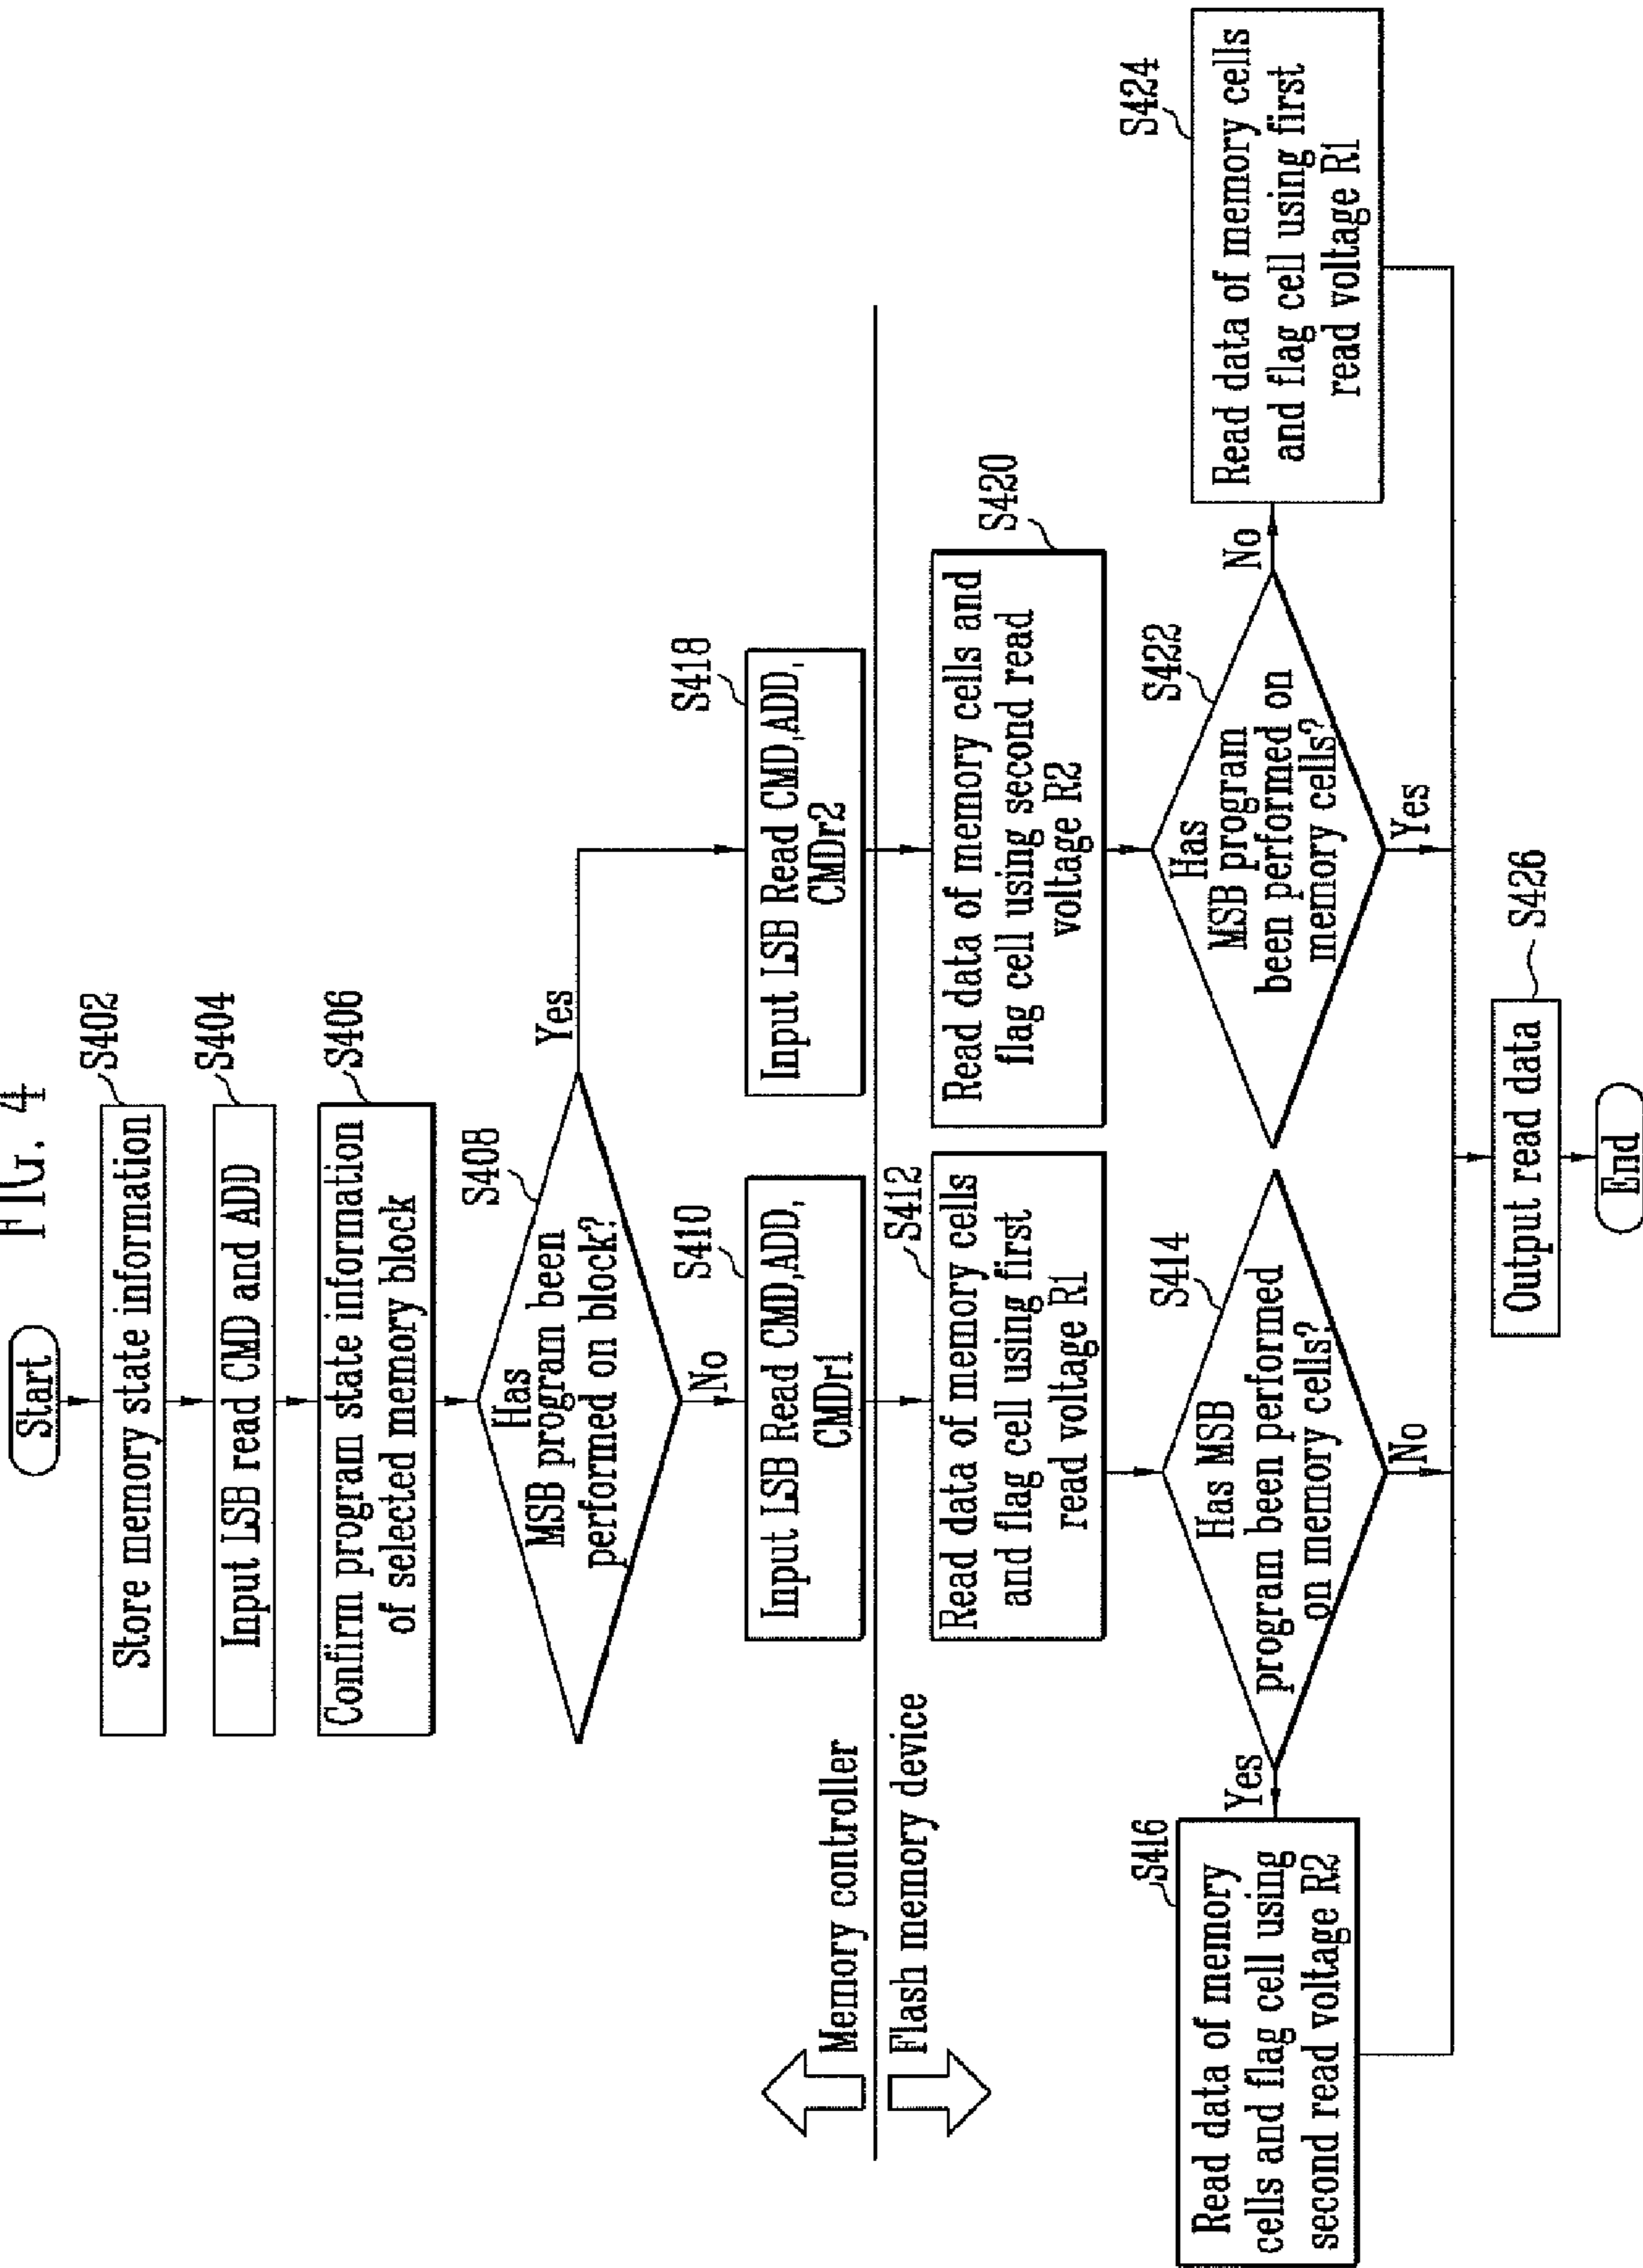 FIG. 4
Start
Store memory state information
S402
Input LSB read CMD and ADD
S404
Confirm program state information
of selected memory block
S406
Has
MSB program been
performed on block?
S408
Yes
No
Input LSB Read CMD,ADD,
CMDr1
S410
Input LSB Read CMD,ADD,
CMDr2
S418
Memory controller
Flash memory device
Read data of memory cells
and flag cell using first
read voltage R1
S412
Read data of memory cells and
flag cell using second read
voltage R2
S420
Has MSB
program been performed
on memory cells?
S414
Yes
No
Has
MSB program
been performed on
memory cells?
S422
No
Yes
Read data of memory
cells and flag cell using
second read voltage R2
S416
Read data of memory cells
and flag cell using first
read voltage R1
S424
Output read data
S426
End